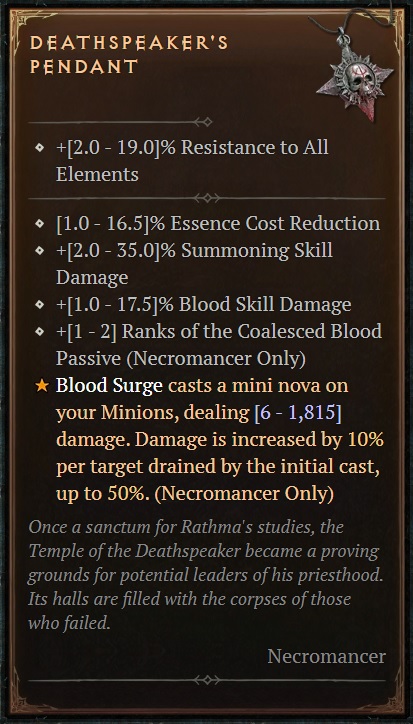 DEATHSPEAKER'S
PENDANT
+[2.0 - 19.0]% Resistance to All
Elements
[1.0 - 16.5]% Essence Cost Reduction
+[2.0 - 35.0]% Summoning Skill
Damage
+[1.0 - 17.5]% Blood Skill Damage
+[1 - 2] Ranks of the Coalesced Blood
Passive (Necromancer Only)
Blood Surge casts a mini nova on
your Minions, dealing [6 - 1,815]
damage. Damage is increased by 10%
per target drained by the initial cast,
up to 50%. (Necromancer Only)
Once a sanctum for Rathma's studies, the
Temple of the Deathspeaker became a proving
grounds for potential leaders of his priesthood.
Its halls are filled with the corpses of those
who failed.
Necromancer